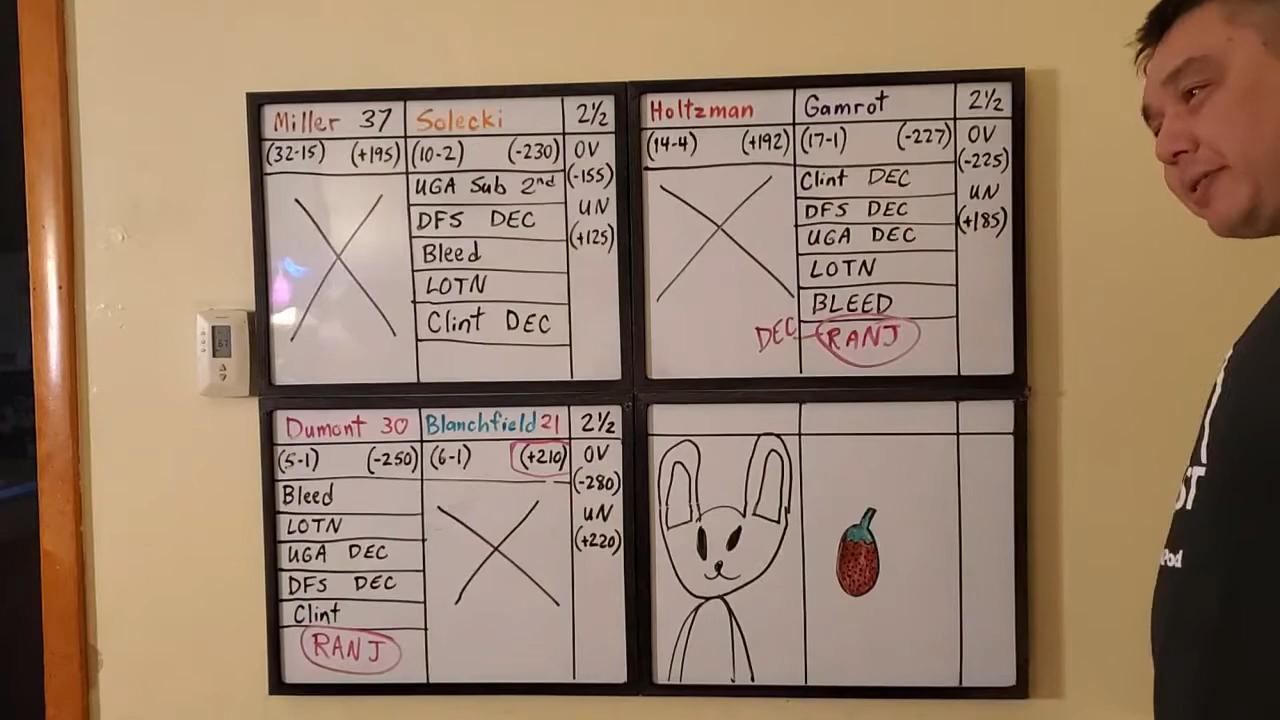 Miller 37 Solecki 2½
(32-15) (+195) (10-2) (-230) OV
UGA Sub 2nd (-155)
DFS DEC UN
Bleed (+125)
LOTN
Clint DEC
Holtzman Gamrot 2½
(14-4) (+192) (17-1) (-227) OV
Clint DEC (-225)
DFS DEC UN
UGA DEC (+185)
LOTN
BLEED
DEC RANJ
Dumont 30 Blanchfield 21 2½
(5-1) (-250) (6-1) (+210) OV
Bleed (-280)
LOTN UN
UGA DEC (+220)
DFS DEC
Clint
RANJ